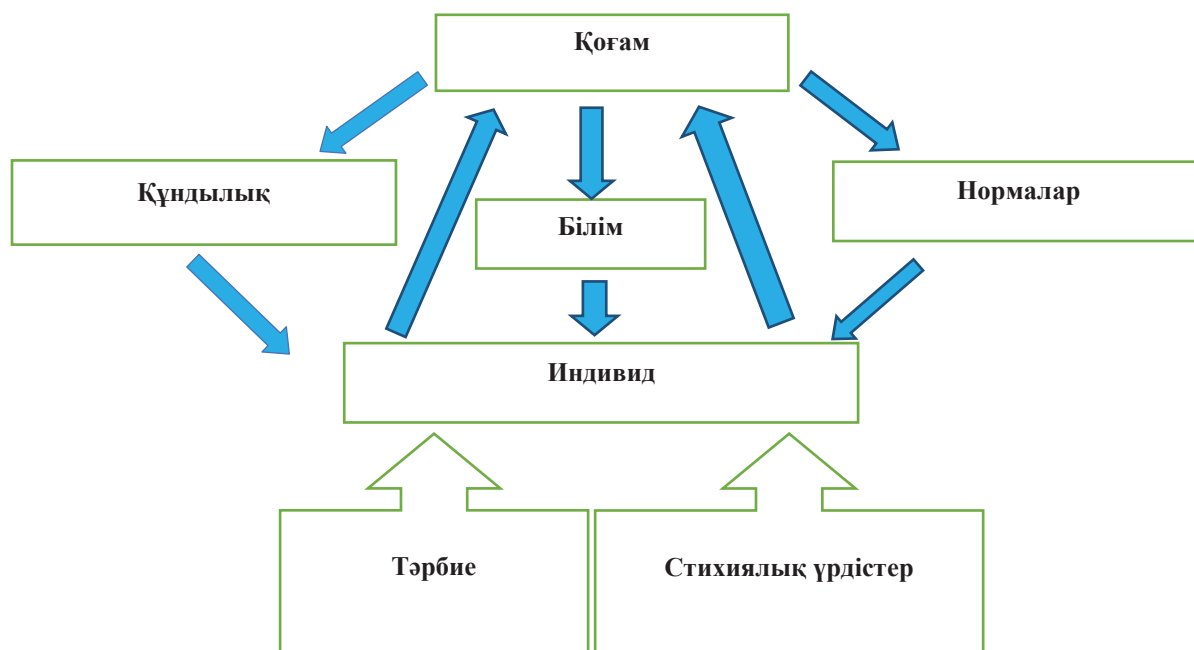 Қоғам
Құндылық
Нормалар
Білім
Индивид
Тәрбие
Стихиялық үрдістер